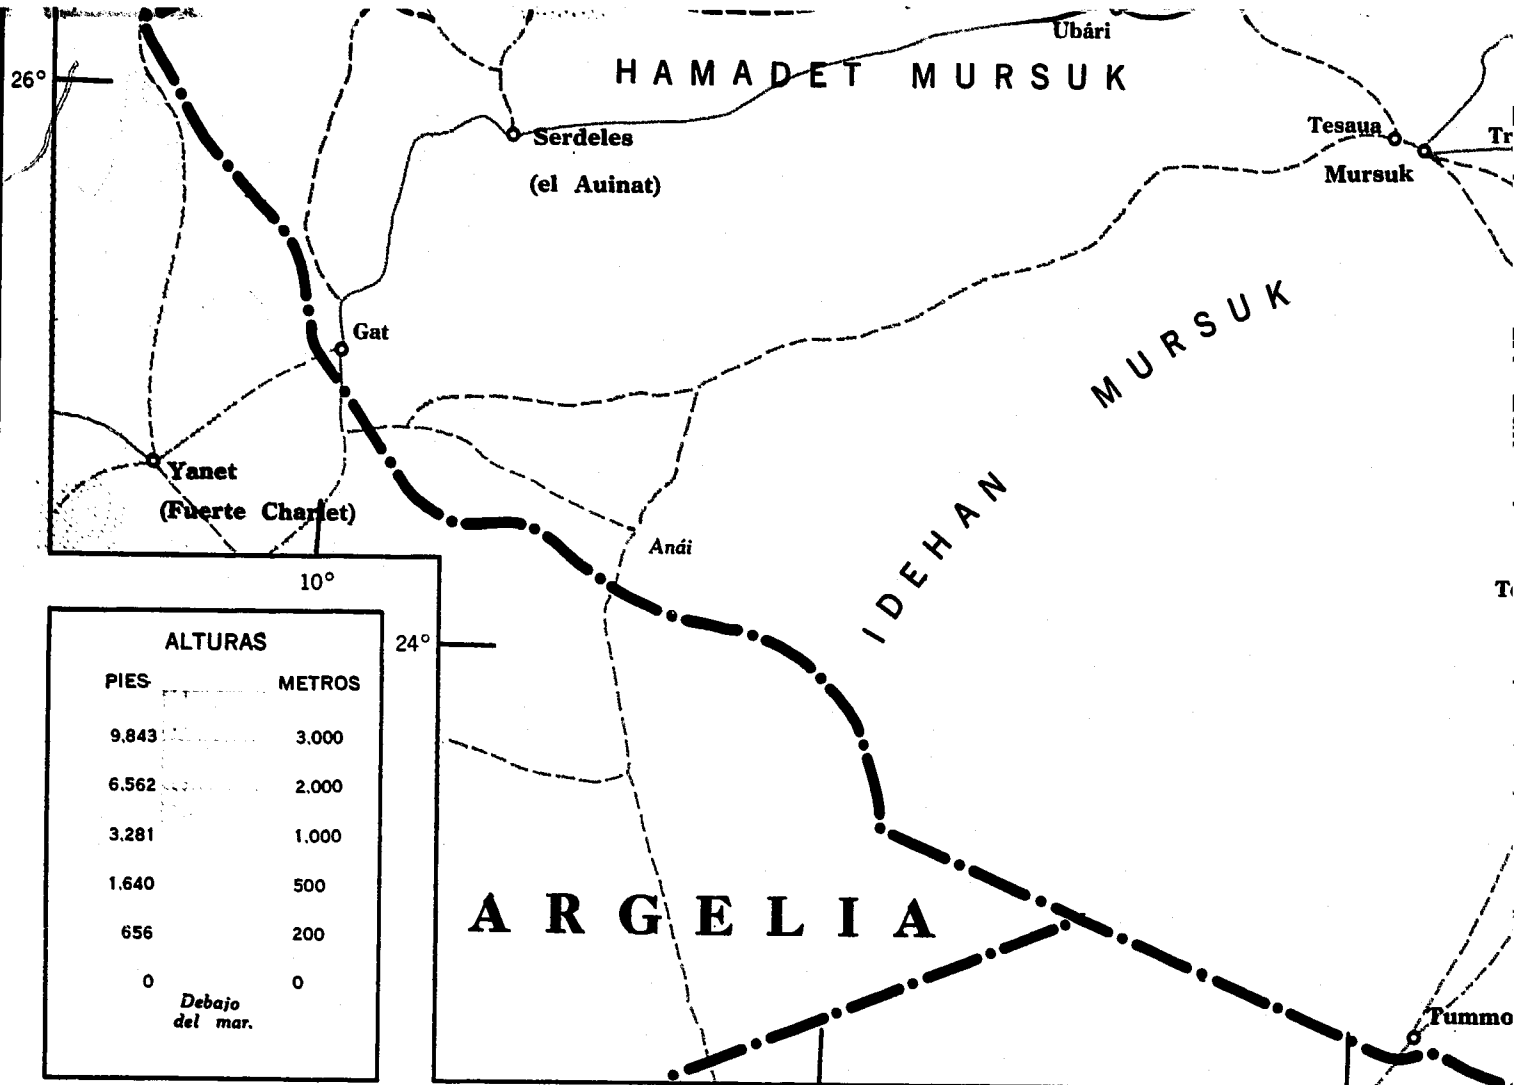 Ubári
26°
HAMADET MURSUK
Serdeles
(el Auinat)
Tesaua
Mursuk
Tr
Gat
MURSUK
Yanet
(Fuerte Charlet)
IDEHAN
Anái
10°
24°
ALTURAS
PIES METROS
9.843 3.000
6.562 2.000
3.281 1.000
1.640 500
656 200
0 0
Debajo
del mar.
ARGELIA
Tummo